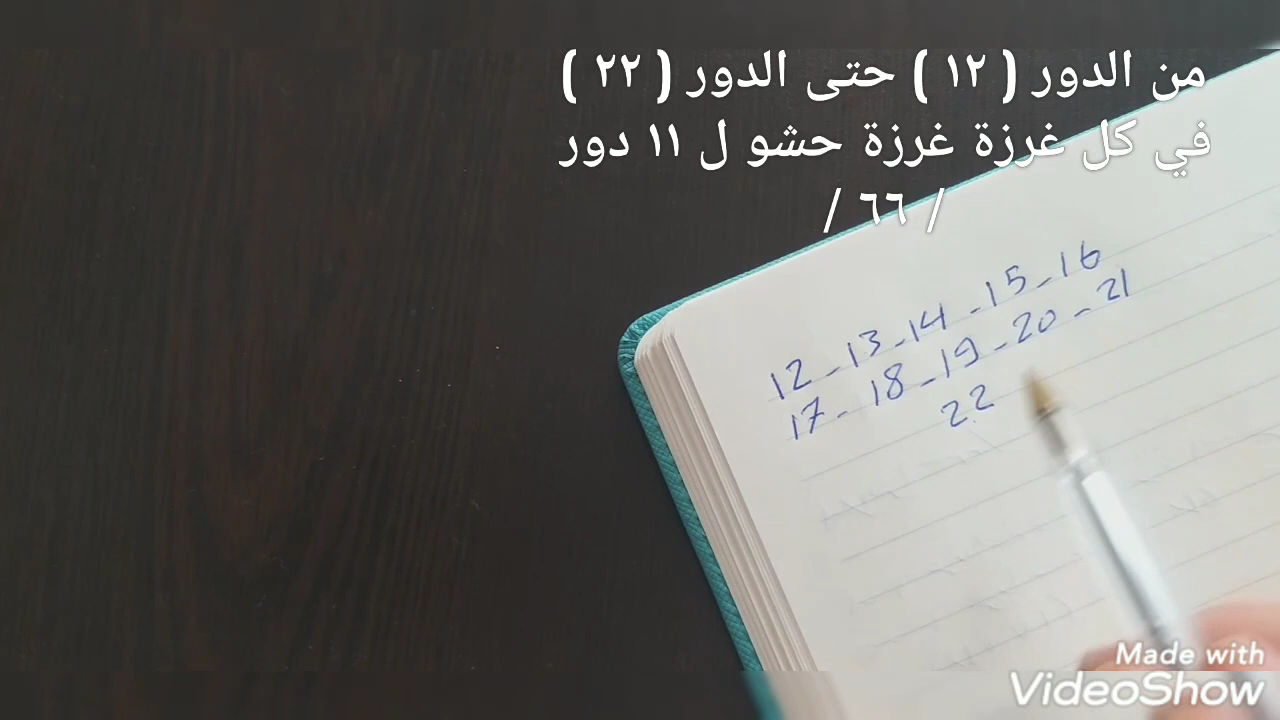 من الدور ( ١٢ ) حتى الدور ( ٢٢ )
في كل غرزة غرزة حشو ل ١١ دور
/ ٦٦ /
12 - 13 - 14 - 15 - 16
17 - 18 - 19 - 20 - 21
22
Made with
VideoShow